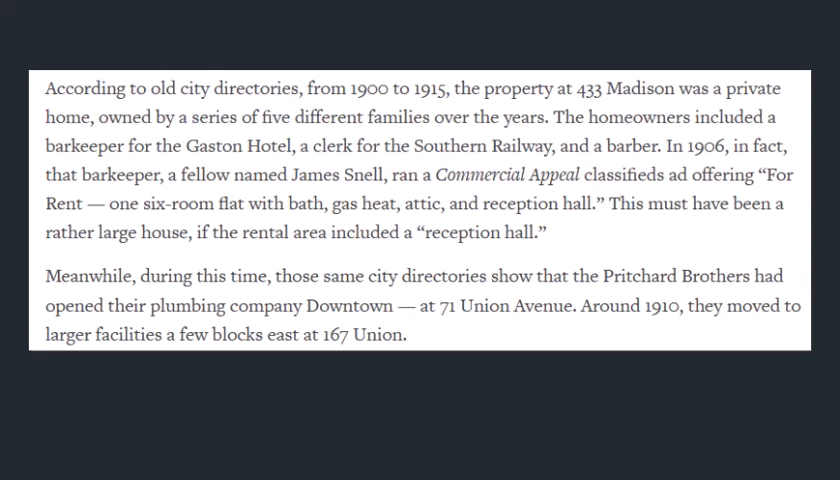 According to old city directories, from 1900 to 1915, the property at 433 Madison was a private
home, owned by a series of five different families over the years. The homeowners included a
barkeeper for the Gaston Hotel, a clerk for the Southern Railway, and a barber. In 1906, in fact,
that barkeeper, a fellow named James Snell, ran a Commercial Appeal classifieds ad offering “For
Rent — one six-room flat with bath, gas heat, attic, and reception hall.” This must have been a
rather large house, if the rental area included a “reception hall.”
Meanwhile, during this time, those same city directories show that the Pritchard Brothers had
opened their plumbing company Downtown — at 71 Union Avenue. Around 1910, they moved to
larger facilities a few blocks east at 167 Union.